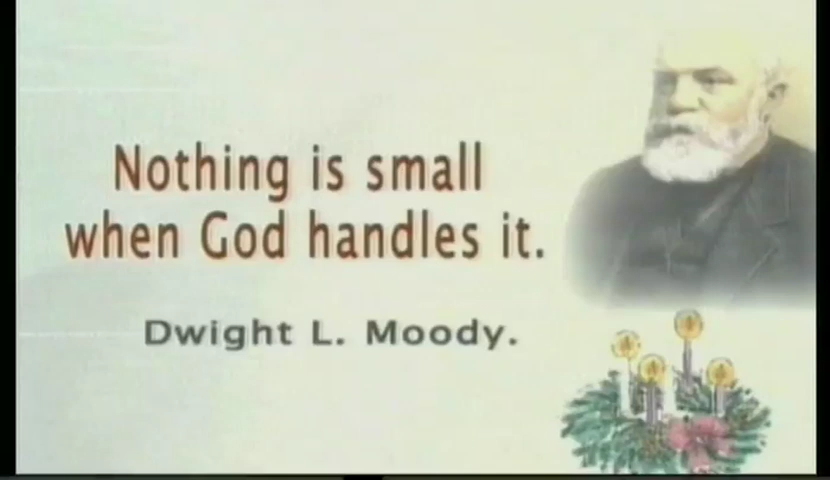 Nothing is small
when God handles it.
Dwight L. Moody.